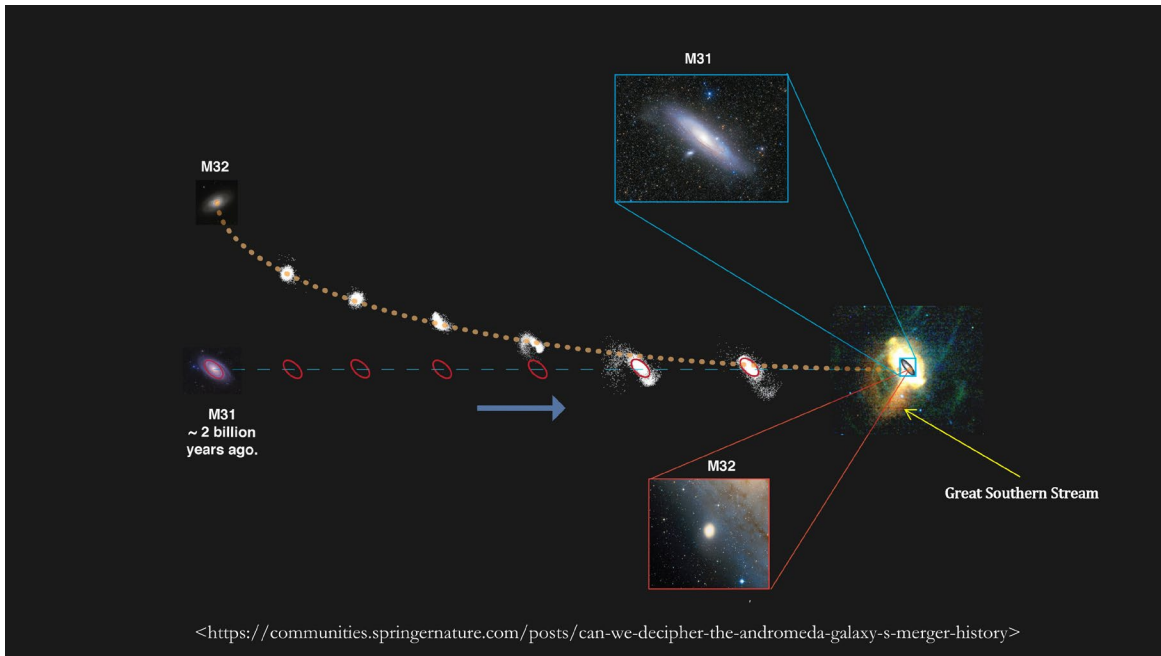 M31
M32
M31
~ 2 billion
years ago.
M32
Great Southern Stream
<https://communities.springernature.com/posts/can-we-decipher-the-andromeda-galaxy-s-merger-history>